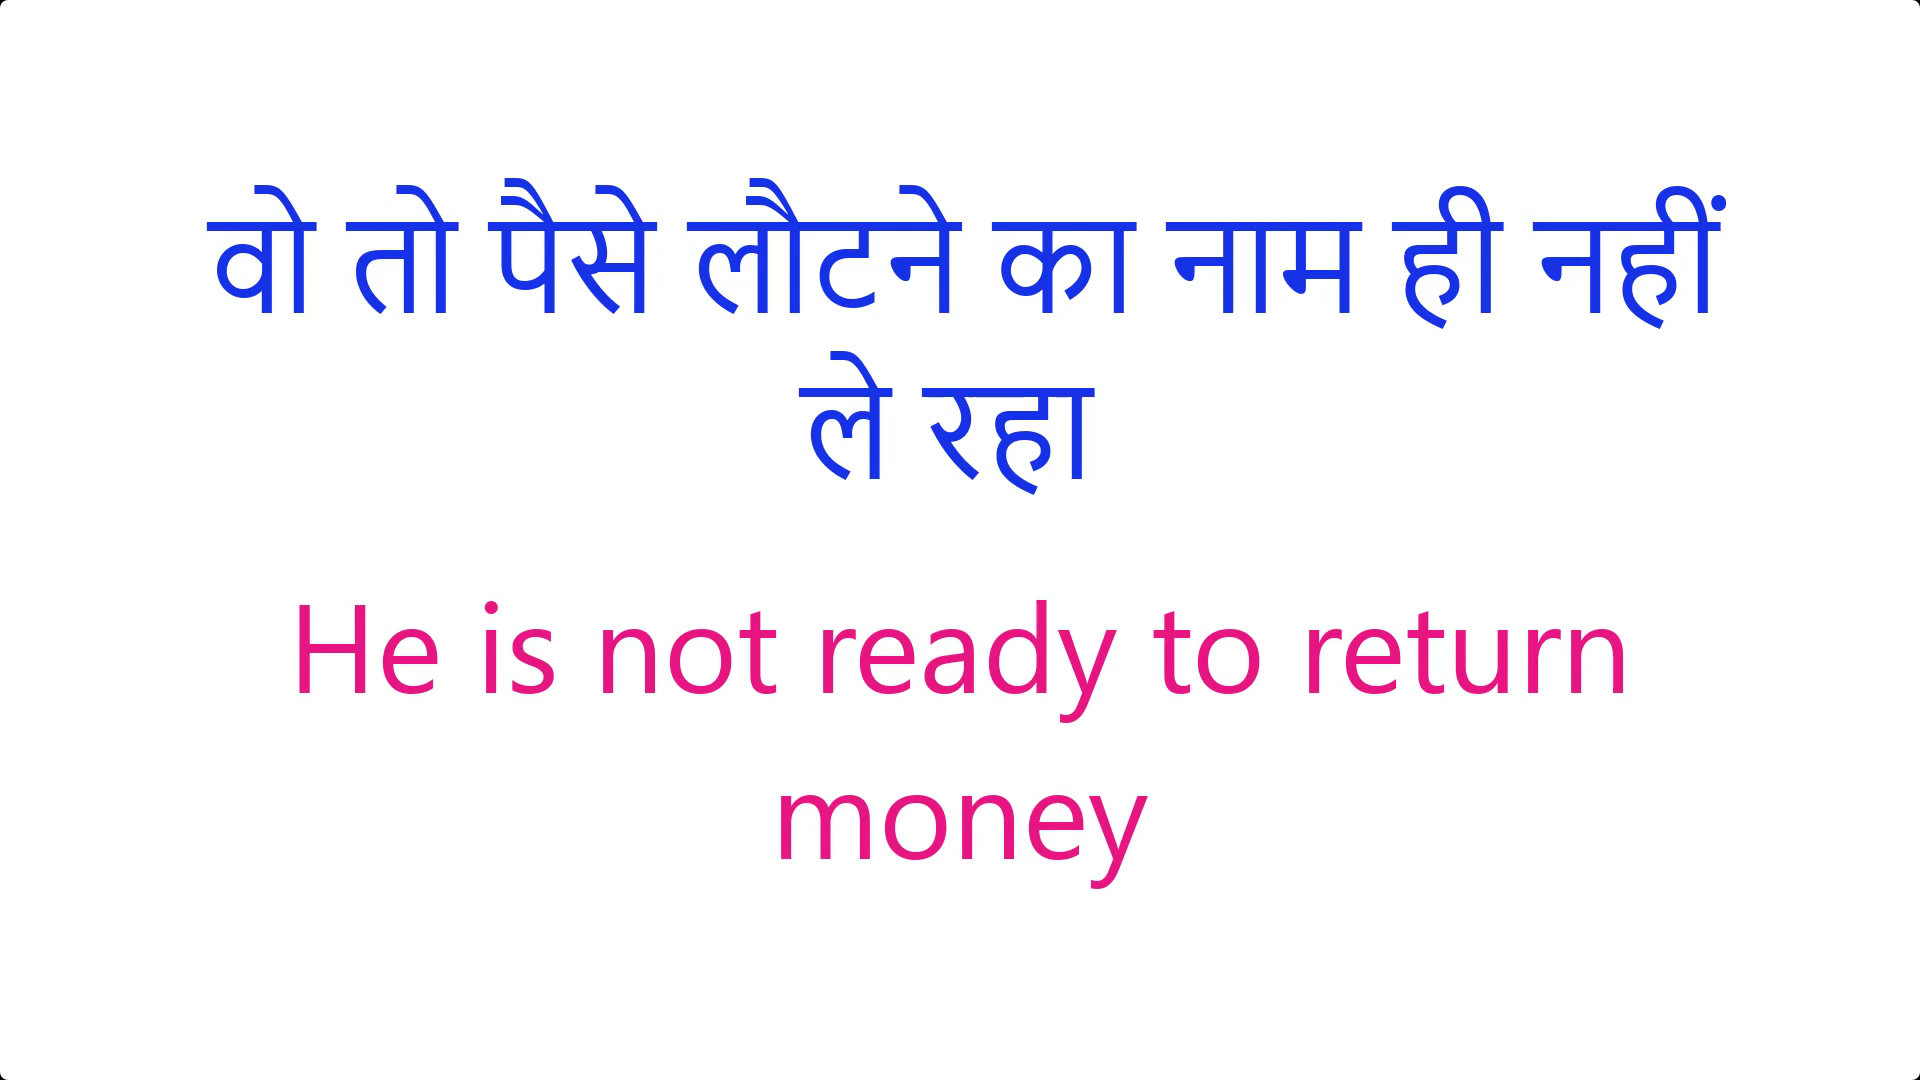 वो तो पैसे लौटने का नाम ही नहीं
ले रहा
He is not ready to return
money